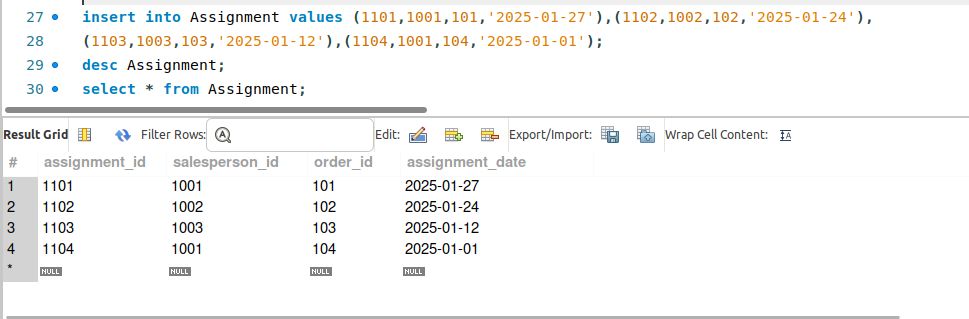 27 insert into Assignment values (1101,1001,101,'2025-01-27'),(1102,1002,102,'2025-01-24'),
28 (1103,1003,103,'2025-01-12'),(1104,1001,104,'2025-01-01');
29 desc Assignment;
30 select * from Assignment;
Result Grid Filter Rows: A Edit: Export/Import: Wrap Cell Content: IA
# assignment_id salesperson_id order_id assignment_date
1 1101 1001 101 2025-01-27
2 1102 1002 102 2025-01-24
3 1103 1003 103 2025-01-12
4 1104 1001 104 2025-01-01
* NULL NULL NULL NULL